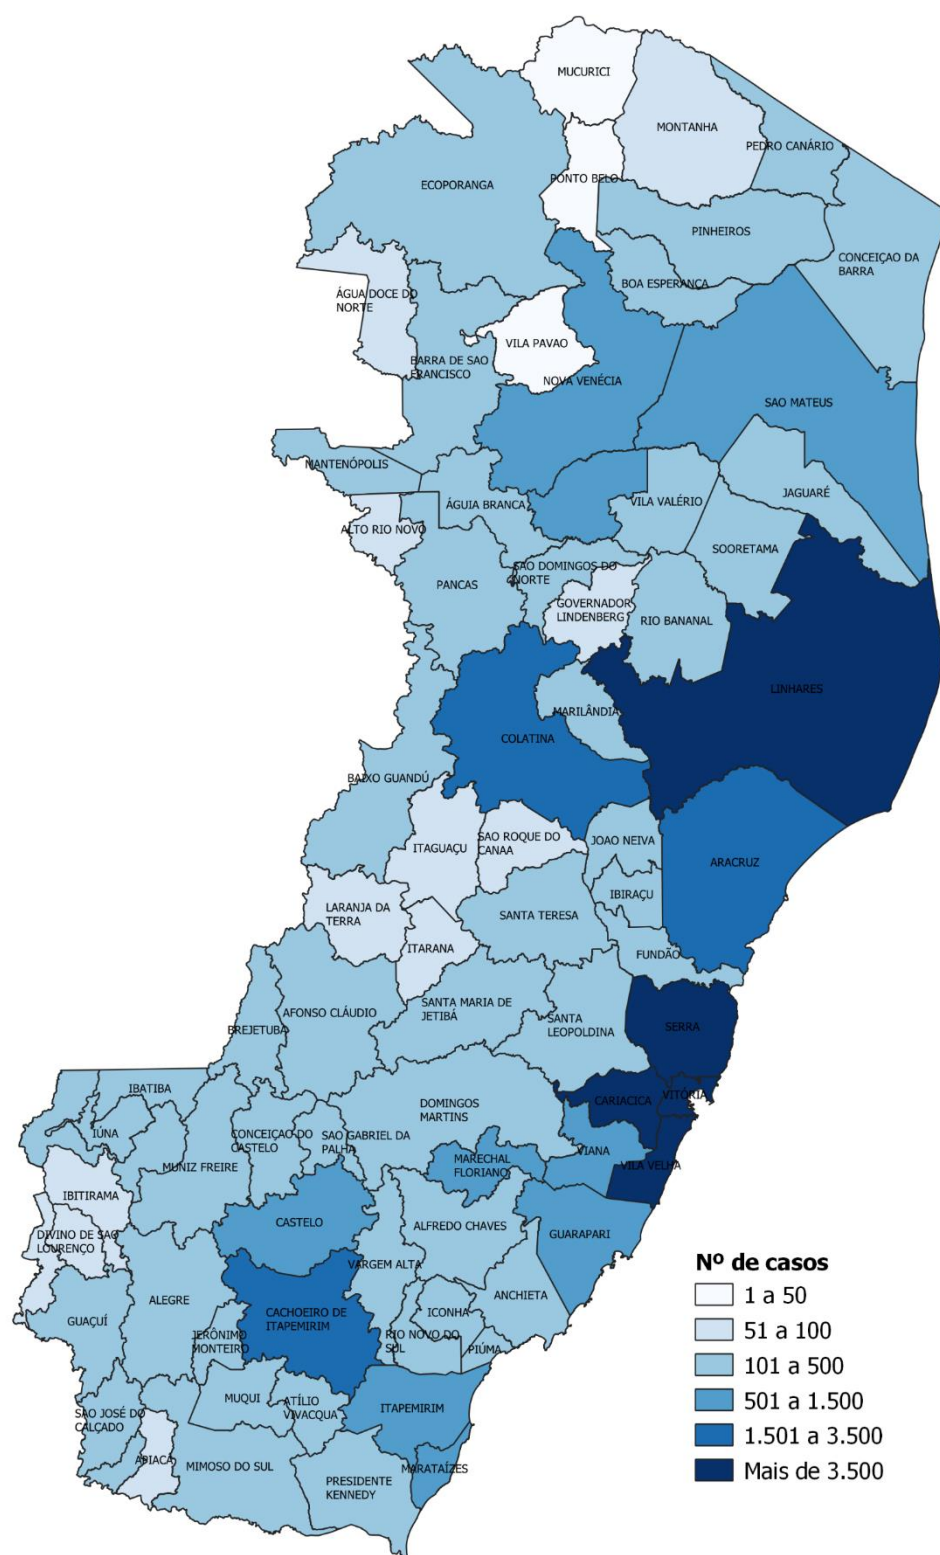 MUCURICI
MONTANHA
PEDRO CANÁRIO
PONTO BELO
ECOPORANGA
PINHEIROS
CONCEIÇAO DA
BARRA
BOA ESPERANÇA
ÁGUA DOCE DO
NORTE
VILA PAVAO
BARRA DE SAO
FRANCISCO
NOVA VENÉCIA
SAO MATEUS
MANTENÓPOLIS
JAGUARÉ
ÁGUIA BRANCA
VILA VALÉRIO
ALTO RIO NOVO
SOORETAMA
SAO DOMINGOS DO
NORTE
PANCAS
GOVERNADOR
LINDENBERG
RIO BANANAL
LINHARES
MARILÂNDIA
COLATINA
BAIXO GUANDÚ
SAO ROQUE DO
CANAA
JOAO NEIVA
ITAGUAÇU
ARACRUZ
IBIRAÇU
LARANJA DA
TERRA
SANTA TERESA
ITARANA
FUNDÃO
SANTA MARIA DE
JETIBÁ
AFONSO CLÁUDIO
SANTA
LEOPOLDINA
SERRA
BREJETUBA
IBATIBA
VITÓRIA
CARIACICA
DOMINGOS
MARTINS
IÚNA
CONCEIÇAO DO
CASTELO
SAO GABRIEL DA
PALHA
VIANA
MARECHAL
FLORIANO
VILA VELHA
MUNIZ FREIRE
IBITIRAMA
CASTELO
ALFREDO CHAVES
GUARAPARI
DIVINO DE SAO
LOURENÇO
VARGEM ALTA
ANCHIETA
ALEGRE
GUAÇUÍ
CACHOEIRO DE
ITAPEMIRIM
ICONHA
JERÔNIMO
MONTEIRO
RIO NOVO DO
SUL
PIÚMA
MUQUI
ATÍLIO
VIVACQUA
ITAPEMIRIM
SAO JOSÉ DO
CALÇADO
APIACÁ
MIMOSO DO SUL
PRESIDENTE
KENNEDY
MARATAÍZES
Nº de casos
1 a 50
51 a 100
101 a 500
501 a 1.500
1.501 a 3.500
Mais de 3.500